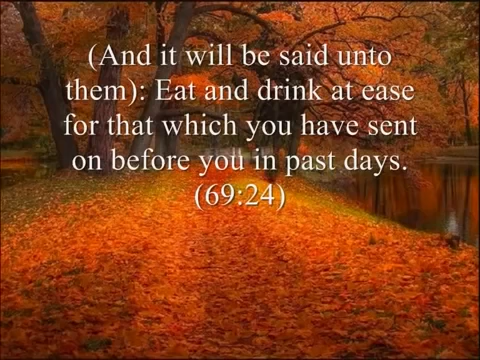 (And it will be said unto
them): Eat and drink at ease
for that which you have sent
on before you in past days.
(69:24)